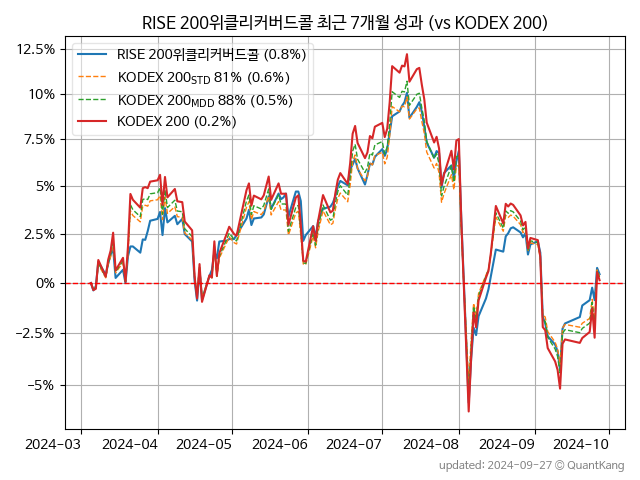 RISE 200위클리커버드콜 최근 7개월 성과 (vs KODEX 200)
12.5%
10%
7.5%
5%
2.5%
0%
−2.5%
−5%
RISE 200위클리커버드콜 (0.8%)
KODEX 200STD 81% (0.6%)
KODEX 200MDD 88% (0.5%)
KODEX 200 (0.2%)
2024-03 2024-04 2024-05 2024-06 2024-07 2024-08 2024-09 2024-10
updated: 2024-09-27 © QuantKang